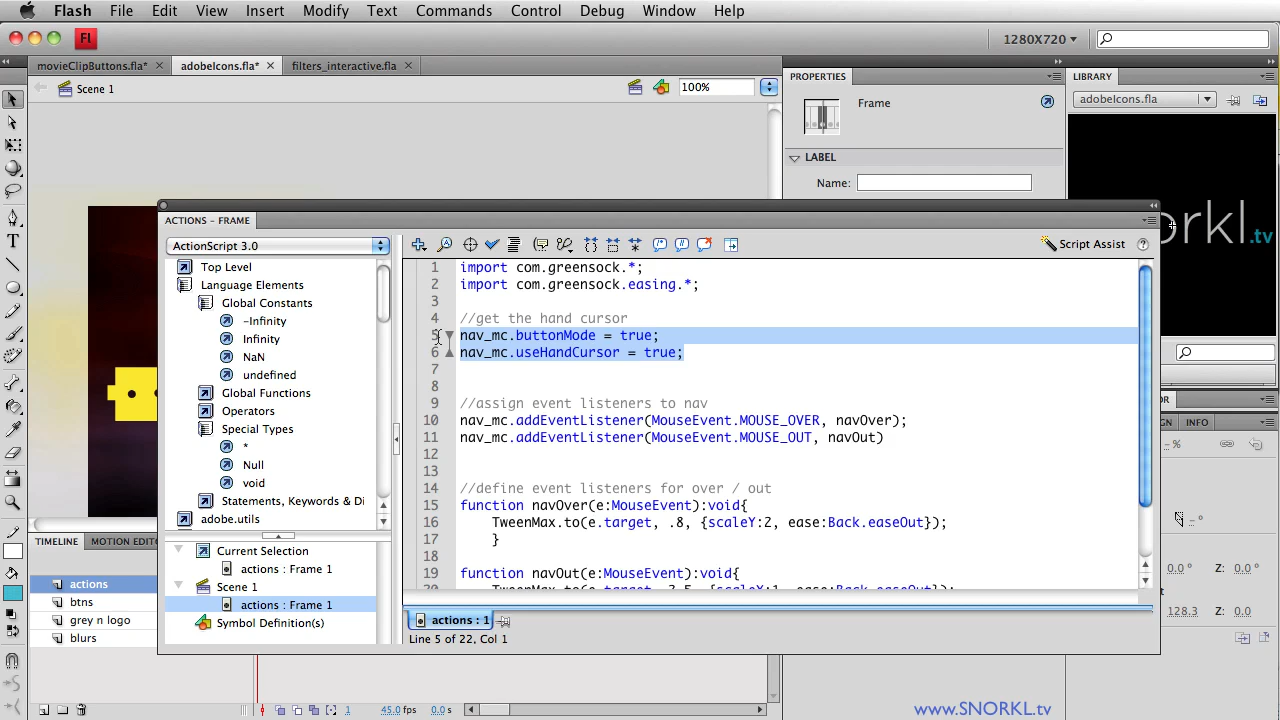 Flash File Edit View Insert Modify Text Commands Control Debug Window Help
Fl
1280X720
movieClipButtons.fla* adobeIcons.fla* filters_interactive.fla
Scene 1
100%
PROPERTIES
Frame
LABEL
Name:
LIBRARY
adobeIcons.fla
orkl.tv
ACTIONS - FRAME
ActionScript 3.0
Script Assist
Top Level
Language Elements
Global Constants
-Infinity
Infinity
NaN
undefined
Global Functions
Operators
Special Types
*
Null
void
Statements, Keywords & Di
adobe.utils
Current Selection
actions : Frame 1
Scene 1
actions : Frame 1
Symbol Definition(s)
1 import com.greensock.*;
2 import com.greensock.easing.*;
3
4 //get the hand cursor
5 nav_mc.buttonMode = true;
6 nav_mc.useHandCursor = true;
7
8
9 //assign event listeners to nav
10 nav_mc.addEventListener(MouseEvent.MOUSE_OVER, navOver);
11 nav_mc.addEventListener(MouseEvent.MOUSE_OUT, navOut)
12
13
14 //define event listeners for over / out
15 function navOver(e:MouseEvent):void{
16 TweenMax.to(e.target, .8, {scaleY:2, ease:Back.easeOut});
17 }
18
19 function navOut(e:MouseEvent):void{
actions : 1
Line 5 of 22, Col 1
TIMELINE MOTION EDITOR
actions
btns
grey n logo
blurs
1 45.0 fps 0.0 s
INFO
0.0 °
0.0 °
128.3 Z: 0.0
www.SNORKL.tv